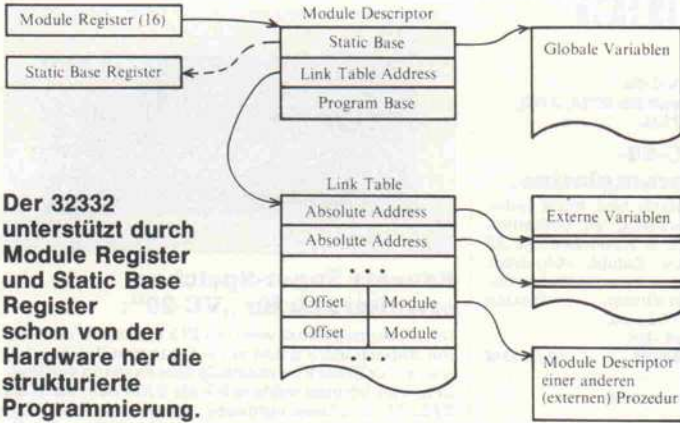 Module Register (16)
Static Base Register
Module Descriptor
Static Base
Link Table Address
Program Base
Globale Variablen
Link Table
Absolute Address
Absolute Address
• • •
Offset Module
Offset Module
Externe Variablen
Module Descriptor
einer anderen
(externen) Prozedur
Der 32332
unterstützt durch
Module Register
und Static Base
Register
schon von der
Hardware her die
strukturierte
Programmierung.